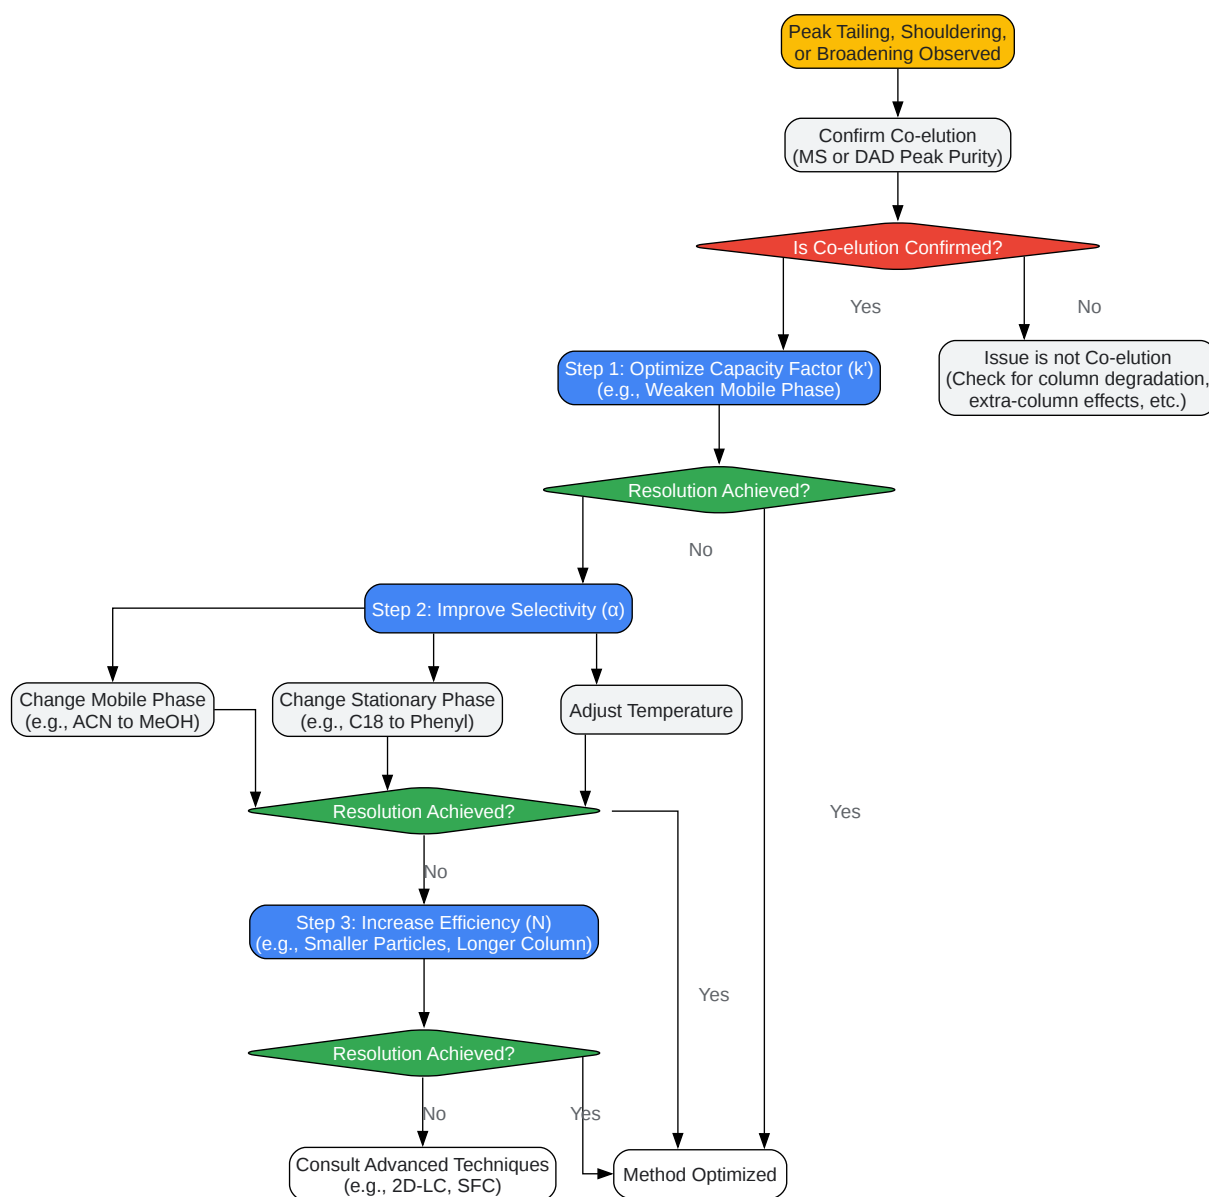 Peak Tailing, Shouldering,
or Broadening Observed
Confirm Co-elution
(MS or DAD Peak Purity)
Is Co-elution Confirmed?
Yes
No
Step 1: Optimize Capacity Factor (k')
(e.g., Weaken Mobile Phase)
Issue is not Co-elution
(Check for column degradation,
extra-column effects, etc.)
Resolution Achieved?
No
Yes
Step 2: Improve Selectivity (α)
Change Mobile Phase
(e.g., ACN to MeOH)
Change Stationary Phase
(e.g., C18 to Phenyl)
Adjust Temperature
Resolution Achieved?
No
Yes
Step 3: Increase Efficiency (N)
(e.g., Smaller Particles, Longer Column)
Resolution Achieved?
No
Yes
Consult Advanced Techniques
(e.g., 2D-LC, SFC)
Method Optimized